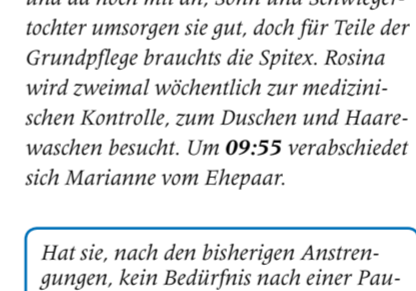 und da noch mit an, Sohn und Schwieger-
tochter umsorgen sie gut, doch für Teile der
Grundpflege brauchts die Spitex. Rosina
wird zweimal wöchentlich zur medizini-
schen Kontrolle, zum Duschen und Haare-
waschen besucht. Um 09:55 verabschiedet
sich Marianne vom Ehepaar.
Hat sie, nach den bisherigen Anstren-
gungen, kein Bedürfnis nach einer Pau-